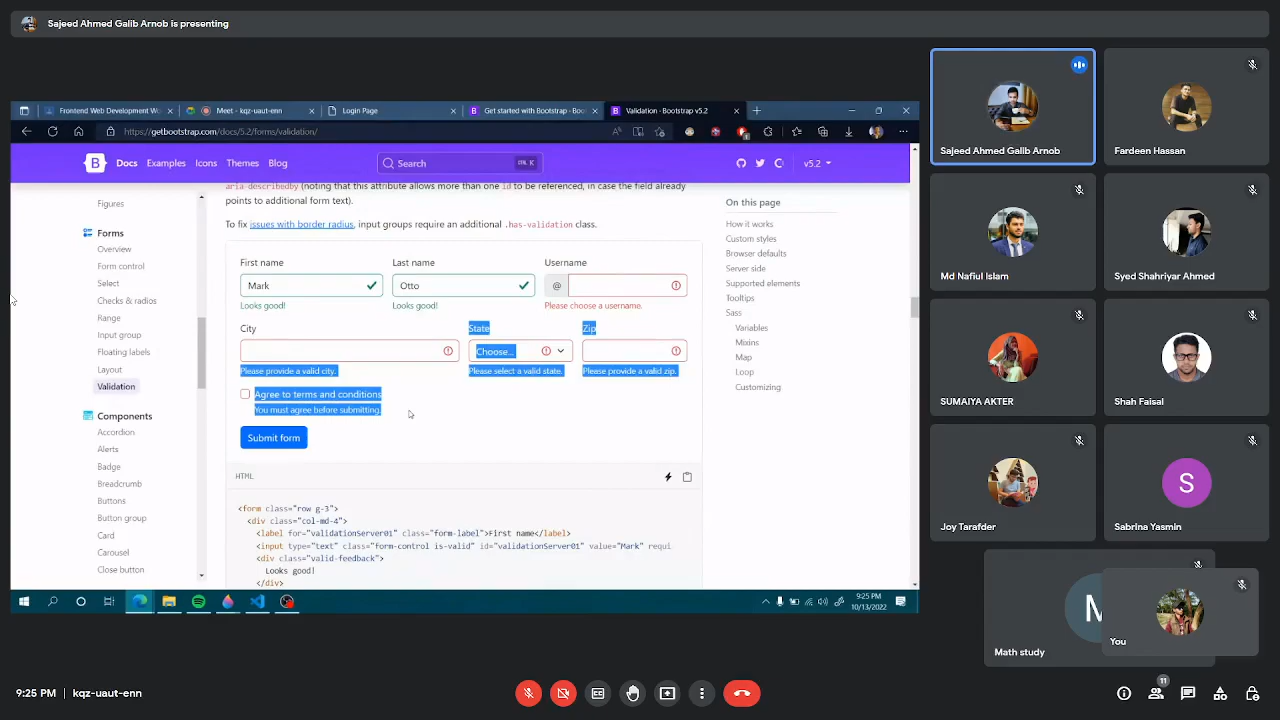 Sajeed Ahmed Galib Arnob is presenting
Frontend Web Development Wo
Meet - kqz-uaut-enn
Login Page
Get started with Bootstrap · Boo
Validation · Bootstrap v5.2
https://getbootstrap.com/docs/5.2/forms/validation/
B Docs Examples Icons Themes Blog
Search
CTRL K
v5.2
Figures
Forms
Overview
Form control
Select
Checks & radios
Range
Input group
Floating labels
Layout
Validation
Components
Accordion
Alerts
Badge
Breadcrumb
Buttons
Button group
Card
Carousel
Close button
aria-describedby (noting that this attribute allows more than one id to be referenced, in case the field already
points to additional form text).
To fix issues with border radius, input groups require an additional .has-validation class.
First name Last name Username
Mark Otto @
Looks good! Looks good! Please choose a username.
City State Zip
Choose...
Please provide a valid city. Please select a valid state. Please provide a valid zip.
Agree to terms and conditions
You must agree before submitting.
Submit form
HTML
<form class="row g-3">
<div class="col-md-4">
<label for="validationServer01" class="form-label">First name</label>
<input type="text" class="form-control is-valid" id="validationServer01" value="Mark" requi
<div class="valid-feedback">
Looks good!
</div>
On this page
How it works
Custom styles
Browser defaults
Server side
Supported elements
Tooltips
Sass
Variables
Mixins
Map
Loop
Customizing
9:25 PM
10/13/2022
Sajeed Ahmed Galib Arnob
Fardeen Hassan
Md Nafiul Islam
Syed Shahriyar Ahmed
SUMAIYA AKTER
Shah Faisal
Joy Tarafder
S
Sabrina Yasmin
M
Math study
You
9:25 PM | kqz-uaut-enn
11